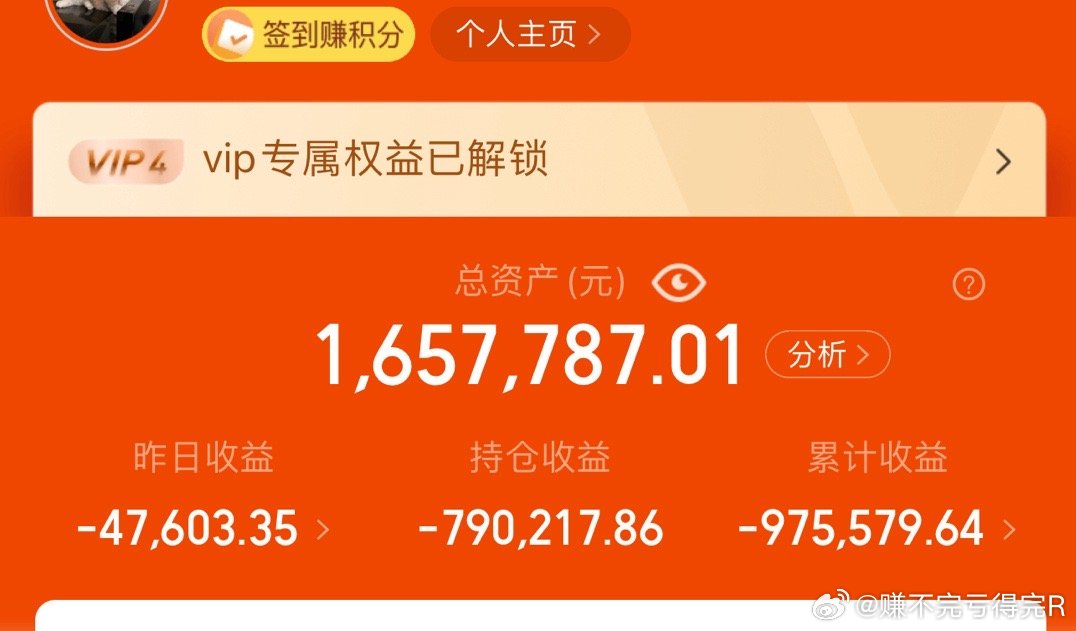 签到赚积分 个人主页
VIP 4 vip专属权益已解锁
总资产(元) ?
1,657,787.01 分析
昨日收益 持仓收益 累计收益
-47,603.35 -790,217.86 -975,579.64
@赚不完亏得完R